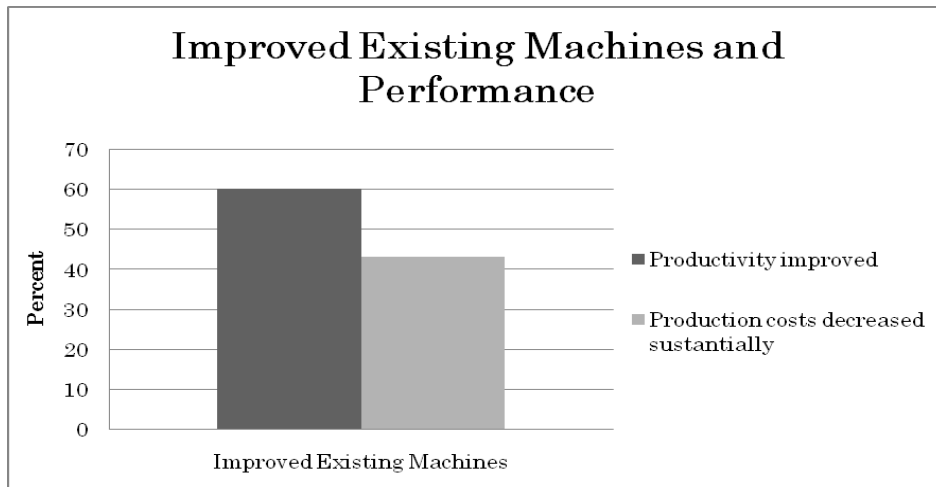 Improved Existing Machines and
Performance
70
60
50
40
30
20
10
0
Percent
Improved Existing Machines
Productivity improved
Production costs decreased
sustantially